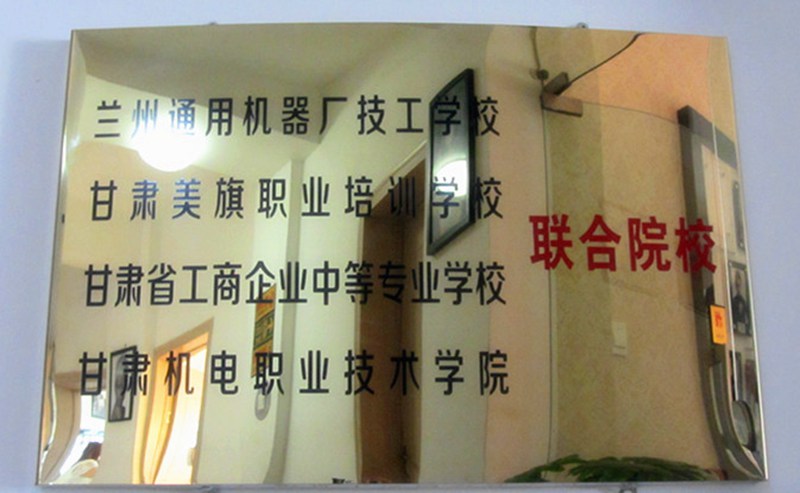 兰州通用机器厂技工学校
甘肃美旗职业培训学校
甘肃省工商企业中等专业学校
甘肃机电职业技术学院
联合院校